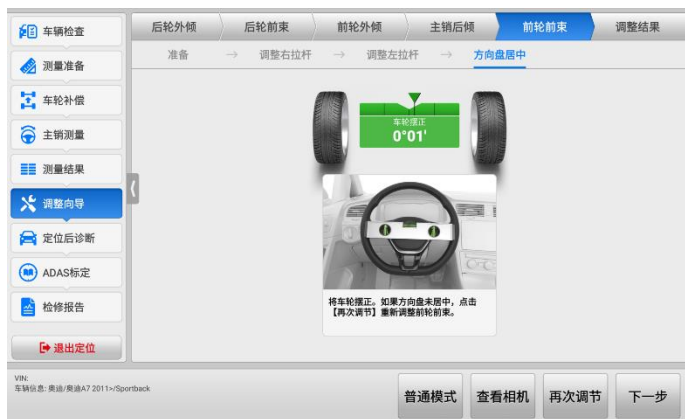 车辆检查
测量准备
车轮补偿
主销测量
测量结果
调整向导
定位后诊断
ADAS标定
检修报告
退出定位
后轮外倾
后轮前束
前轮外倾
主销后倾
前轮前束
调整结果
准备
→
调整右拉杆
→
调整左拉杆
→
方向盘居中
车轮摆正
0°01'
将车轮摆正。如果方向盘未居中，点击
【再次调节】重新调整前轮前束。
VIN:
车辆信息: 奥迪/奥迪A7 2011>/Sportback
普通模式
查看相机
再次调节
下一步